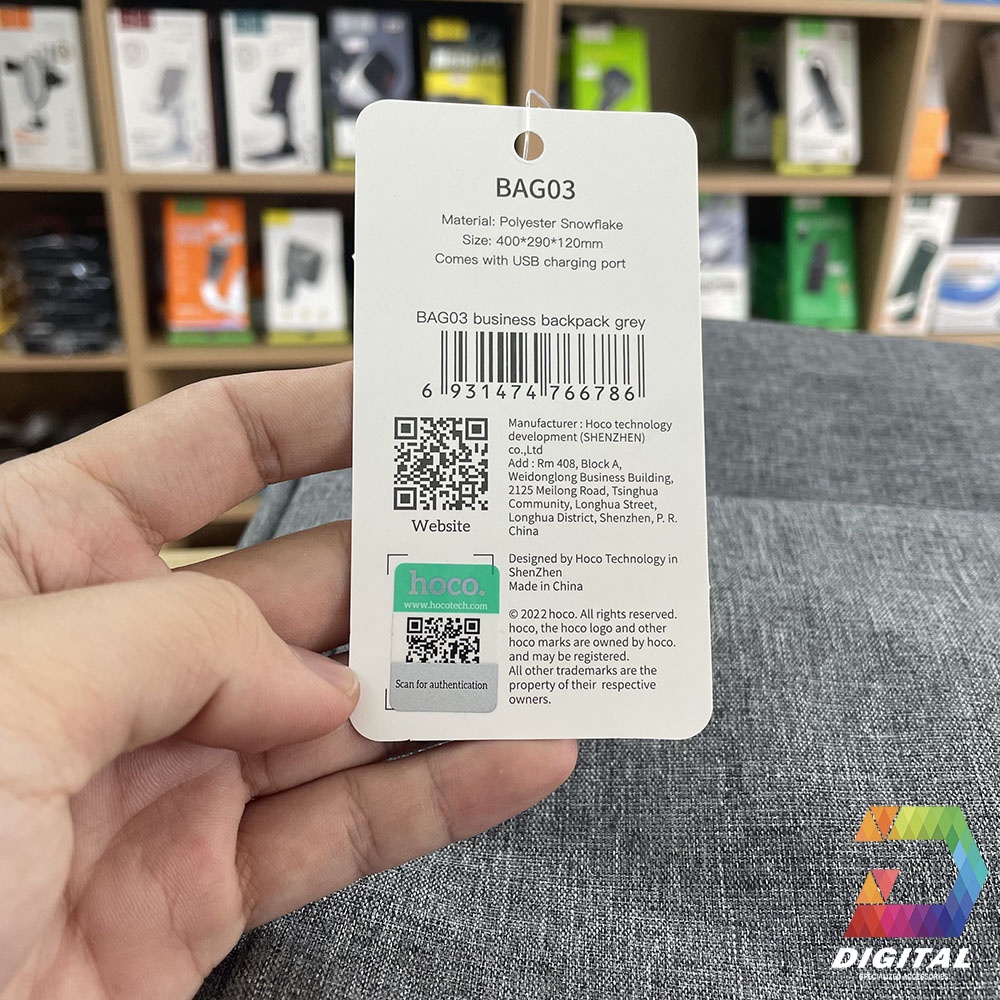 BAG03
Material: Polyester Snowflake
Size: 400*290*120mm
Comes with USB charging port
BAG03 business backpack grey
6 931474 766786
Manufacturer : Hoco technology
development (SHENZHEN)
co.,Ltd
Add : Rm 408, Block A,
Weidonglong Business Building,
2125 Meilong Road, Tsinghua
Community, Longhua Street,
Longhua District, Shenzhen, P. R.
China
Website
Designed by Hoco Technology in
ShenZhen
Made in China
© 2022 hoco. All rights reserved.
hoco, the hoco logo and other
hoco marks are owned by hoco.
and may be registered.
All other trademarks are the
property of their respective
owners.
hoco.
www.hocotech.com
Scan for authentication
DIGITAL
SPECIALIZED ACCESSORIES